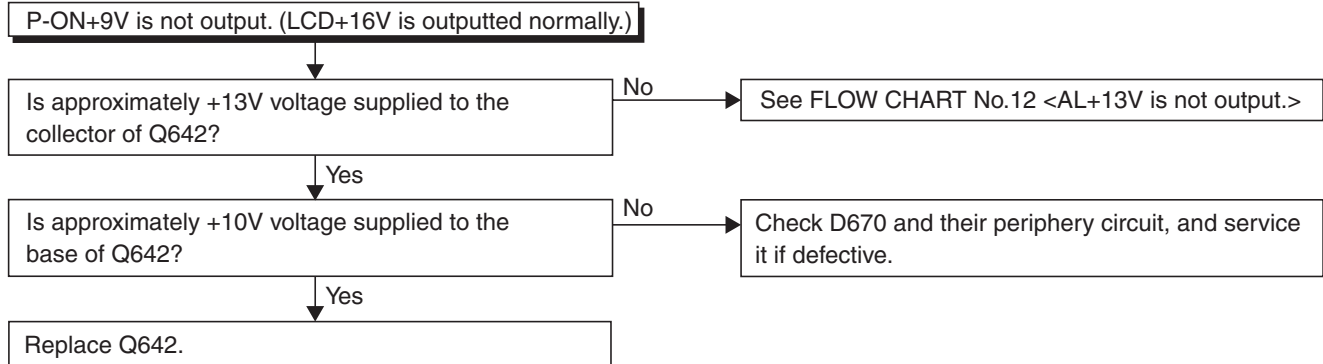 P-ON+9V is not output. (LCD+16V is outputted normally.)
Is approximately +13V voltage supplied to the
collector of Q642?
No
See FLOW CHART No.12 <AL+13V is not output.>
Yes
Is approximately +10V voltage supplied to the
base of Q642?
No
Check D670 and their periphery circuit, and service
it if defective.
Yes
Replace Q642.